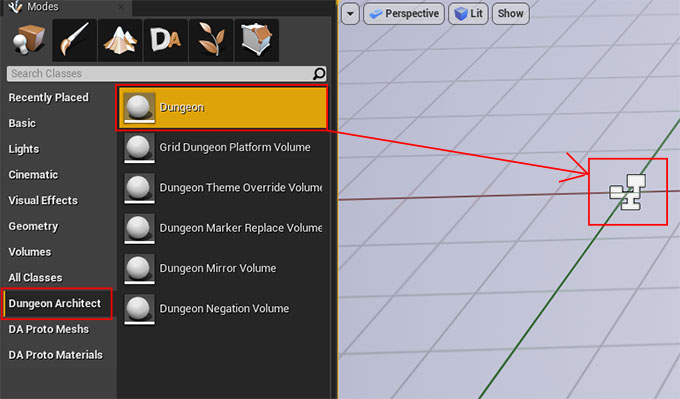 Modes
Perspective
Lit
Show
DA
Search Classes
Recently Placed
Basic
Lights
Cinematic
Visual Effects
Geometry
Volumes
All Classes
Dungeon Architect
DA Proto Meshes
DA Proto Materials
Dungeon
Grid Dungeon Platform Volume
Dungeon Theme Override Volume
Dungeon Marker Replace Volume
Dungeon Mirror Volume
Dungeon Negation Volume